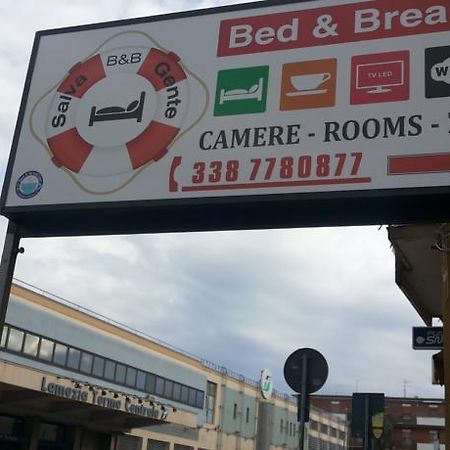 Bed & Brea
B&B
Salva Gente
TV LED
W
CAMERE - ROOMS -
338 7780877
Lamezia Terme Centrale